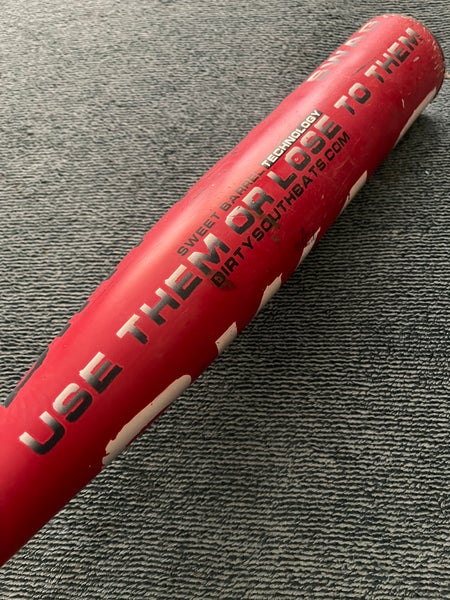 SWEET BARREL TECHNOLOGY
USE THEM OR LOSE TO THEM
DIRTYSOUTHBATS.COM